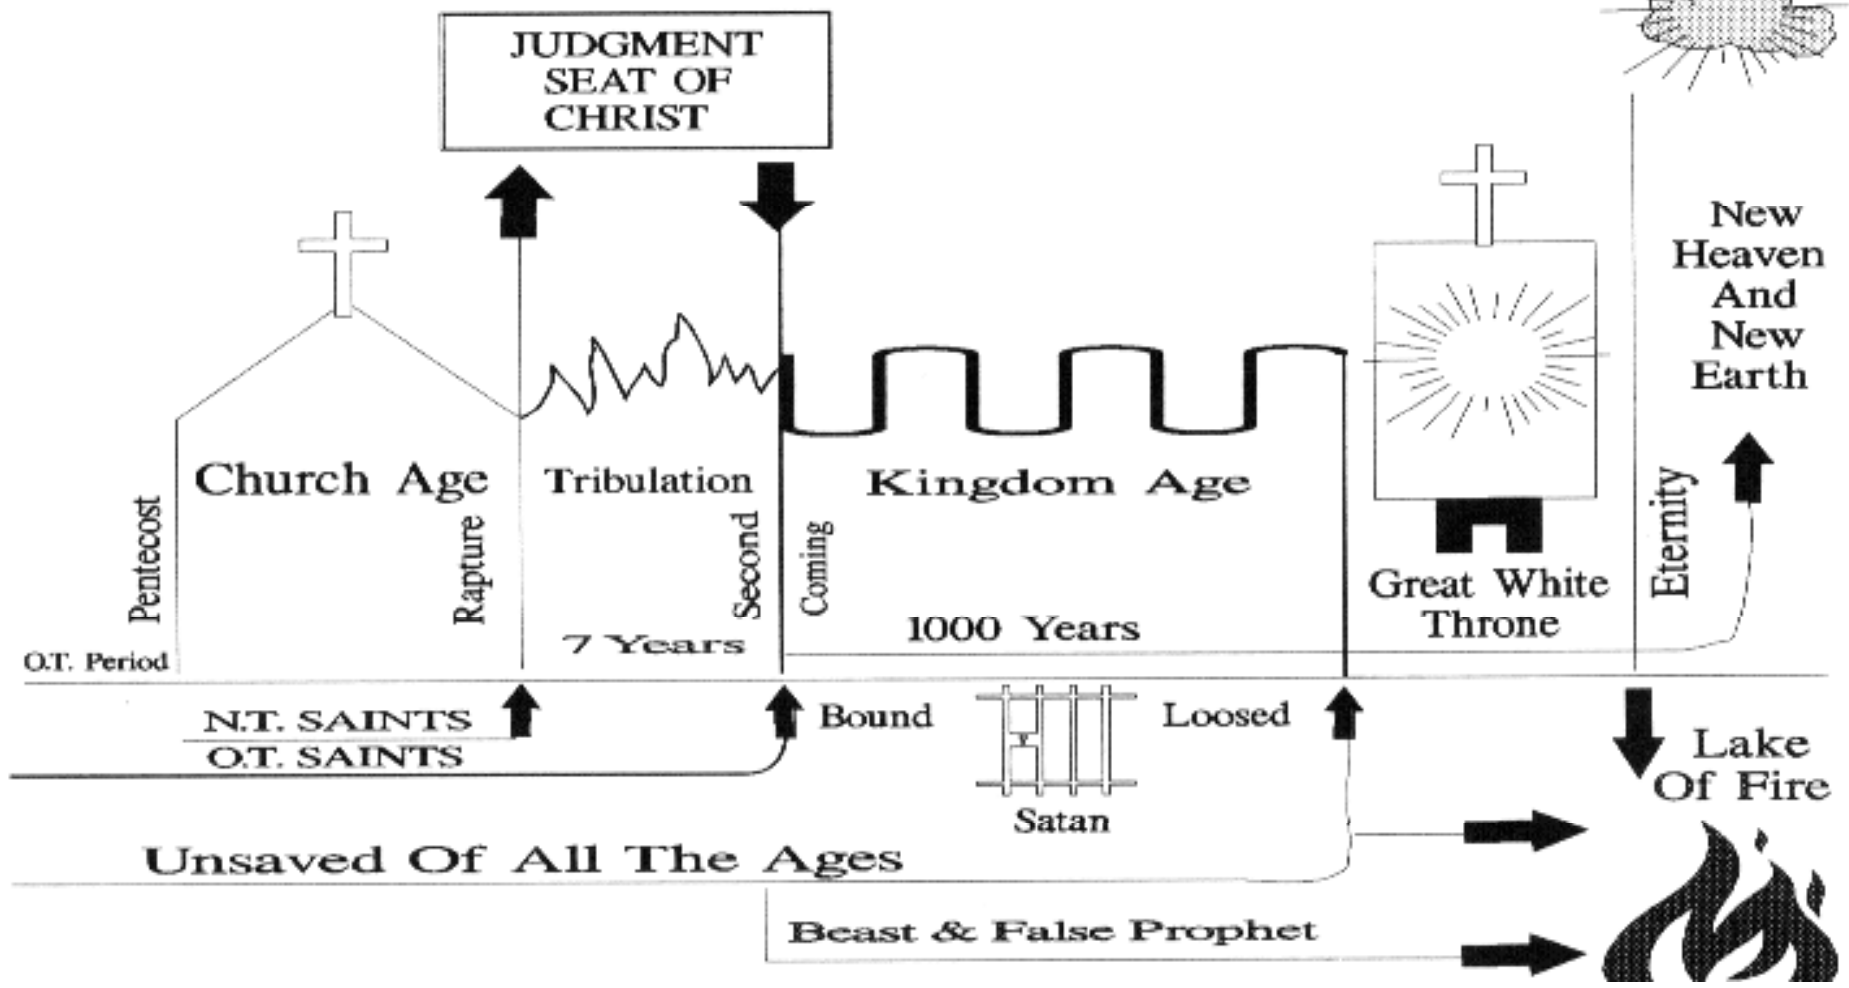 JUDGMENT
SEAT OF
CHRIST
New
Heaven
And
New
Earth
Church Age
Tribulation
Kingdom Age
Pentecost
Rapture
Second
Coming
Eternity
Great White
Throne
7 Years
1000 Years
O.T. Period
N.T. SAINTS
O.T. SAINTS
Bound
Loosed
Satan
Lake
Of Fire
Unsaved Of All The Ages
Beast & False Prophet